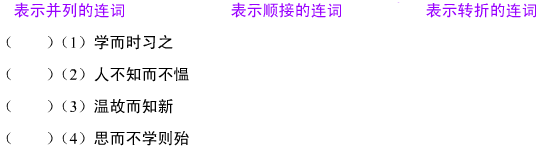 表示并列的连词 表示顺接的连词 表示转折的连词
（ ）（1）学而时习之
（ ）（2）人不知而不愠
（ ）（3）温故而知新
（ ）（4）思而不学则殆